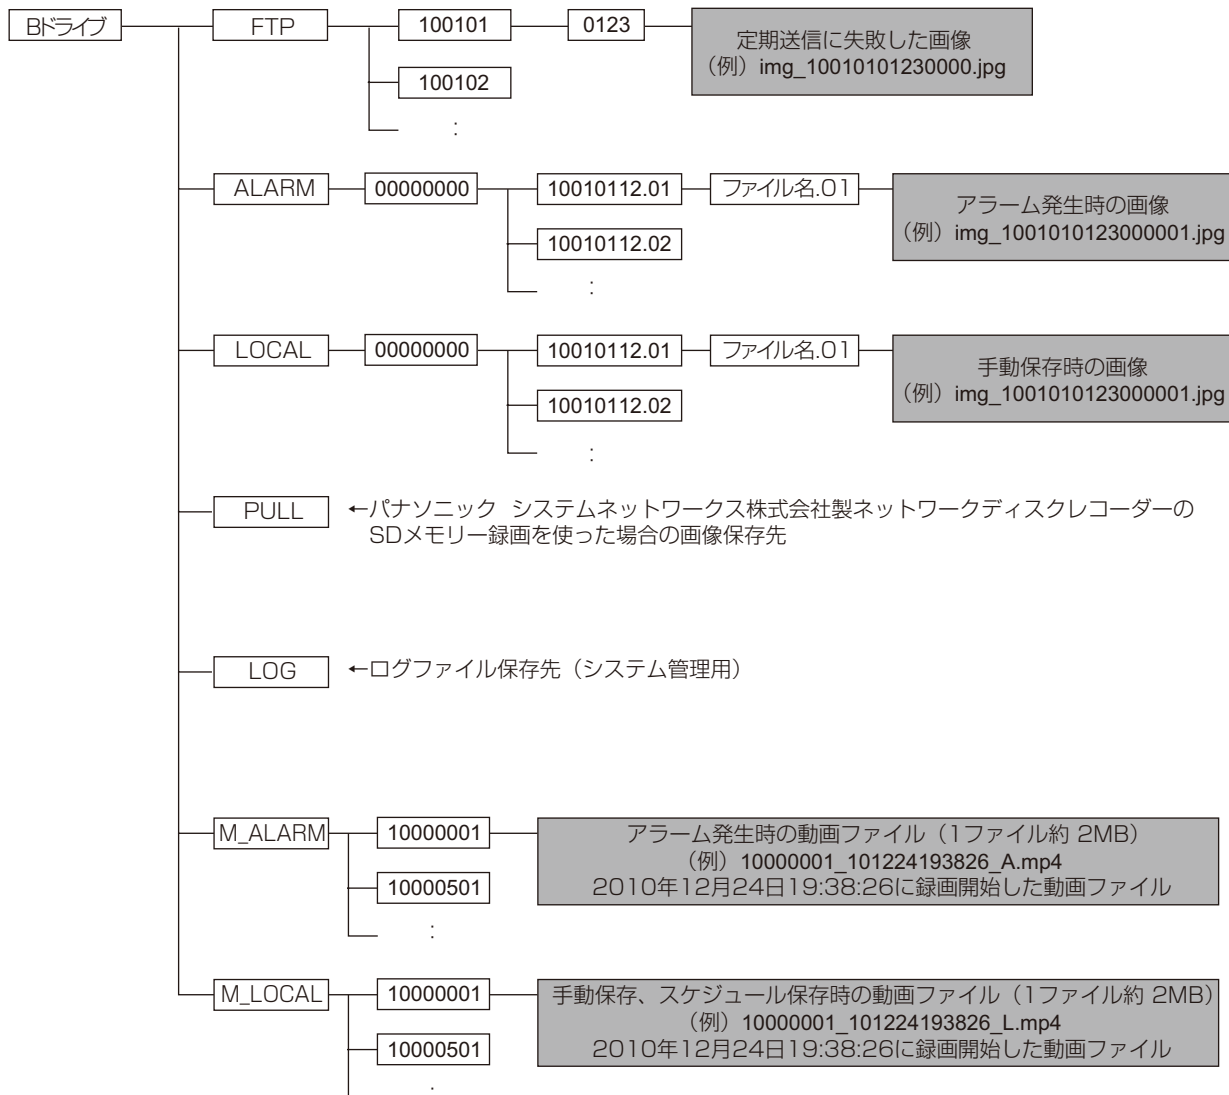 Bドライブ
FTP
100101
0123
定期送信に失敗した画像
（例）img_10010101230000.jpg
100102
:
ALARM
00000000
10010112.01
ファイル名.01
アラーム発生時の画像
（例）img_1001010123000001.jpg
10010112.02
:
LOCAL
00000000
10010112.01
ファイル名.01
手動保存時の画像
（例）img_1001010123000001.jpg
10010112.02
:
PULL
←パナソニック システムネットワークス株式会社製ネットワークディスクレコーダーの
SDメモリー録画を使った場合の画像保存先
LOG
←ログファイル保存先（システム管理用）
M_ALARM
10000001
アラーム発生時の動画ファイル（1ファイル約 2MB）
（例）10000001_101224193826_A.mp4
2010年12月24日19:38:26に録画開始した動画ファイル
10000501
:
M_LOCAL
10000001
手動保存、スケジュール保存時の動画ファイル（1ファイル約 2MB）
（例）10000001_101224193826_L.mp4
2010年12月24日19:38:26に録画開始した動画ファイル
10000501
: